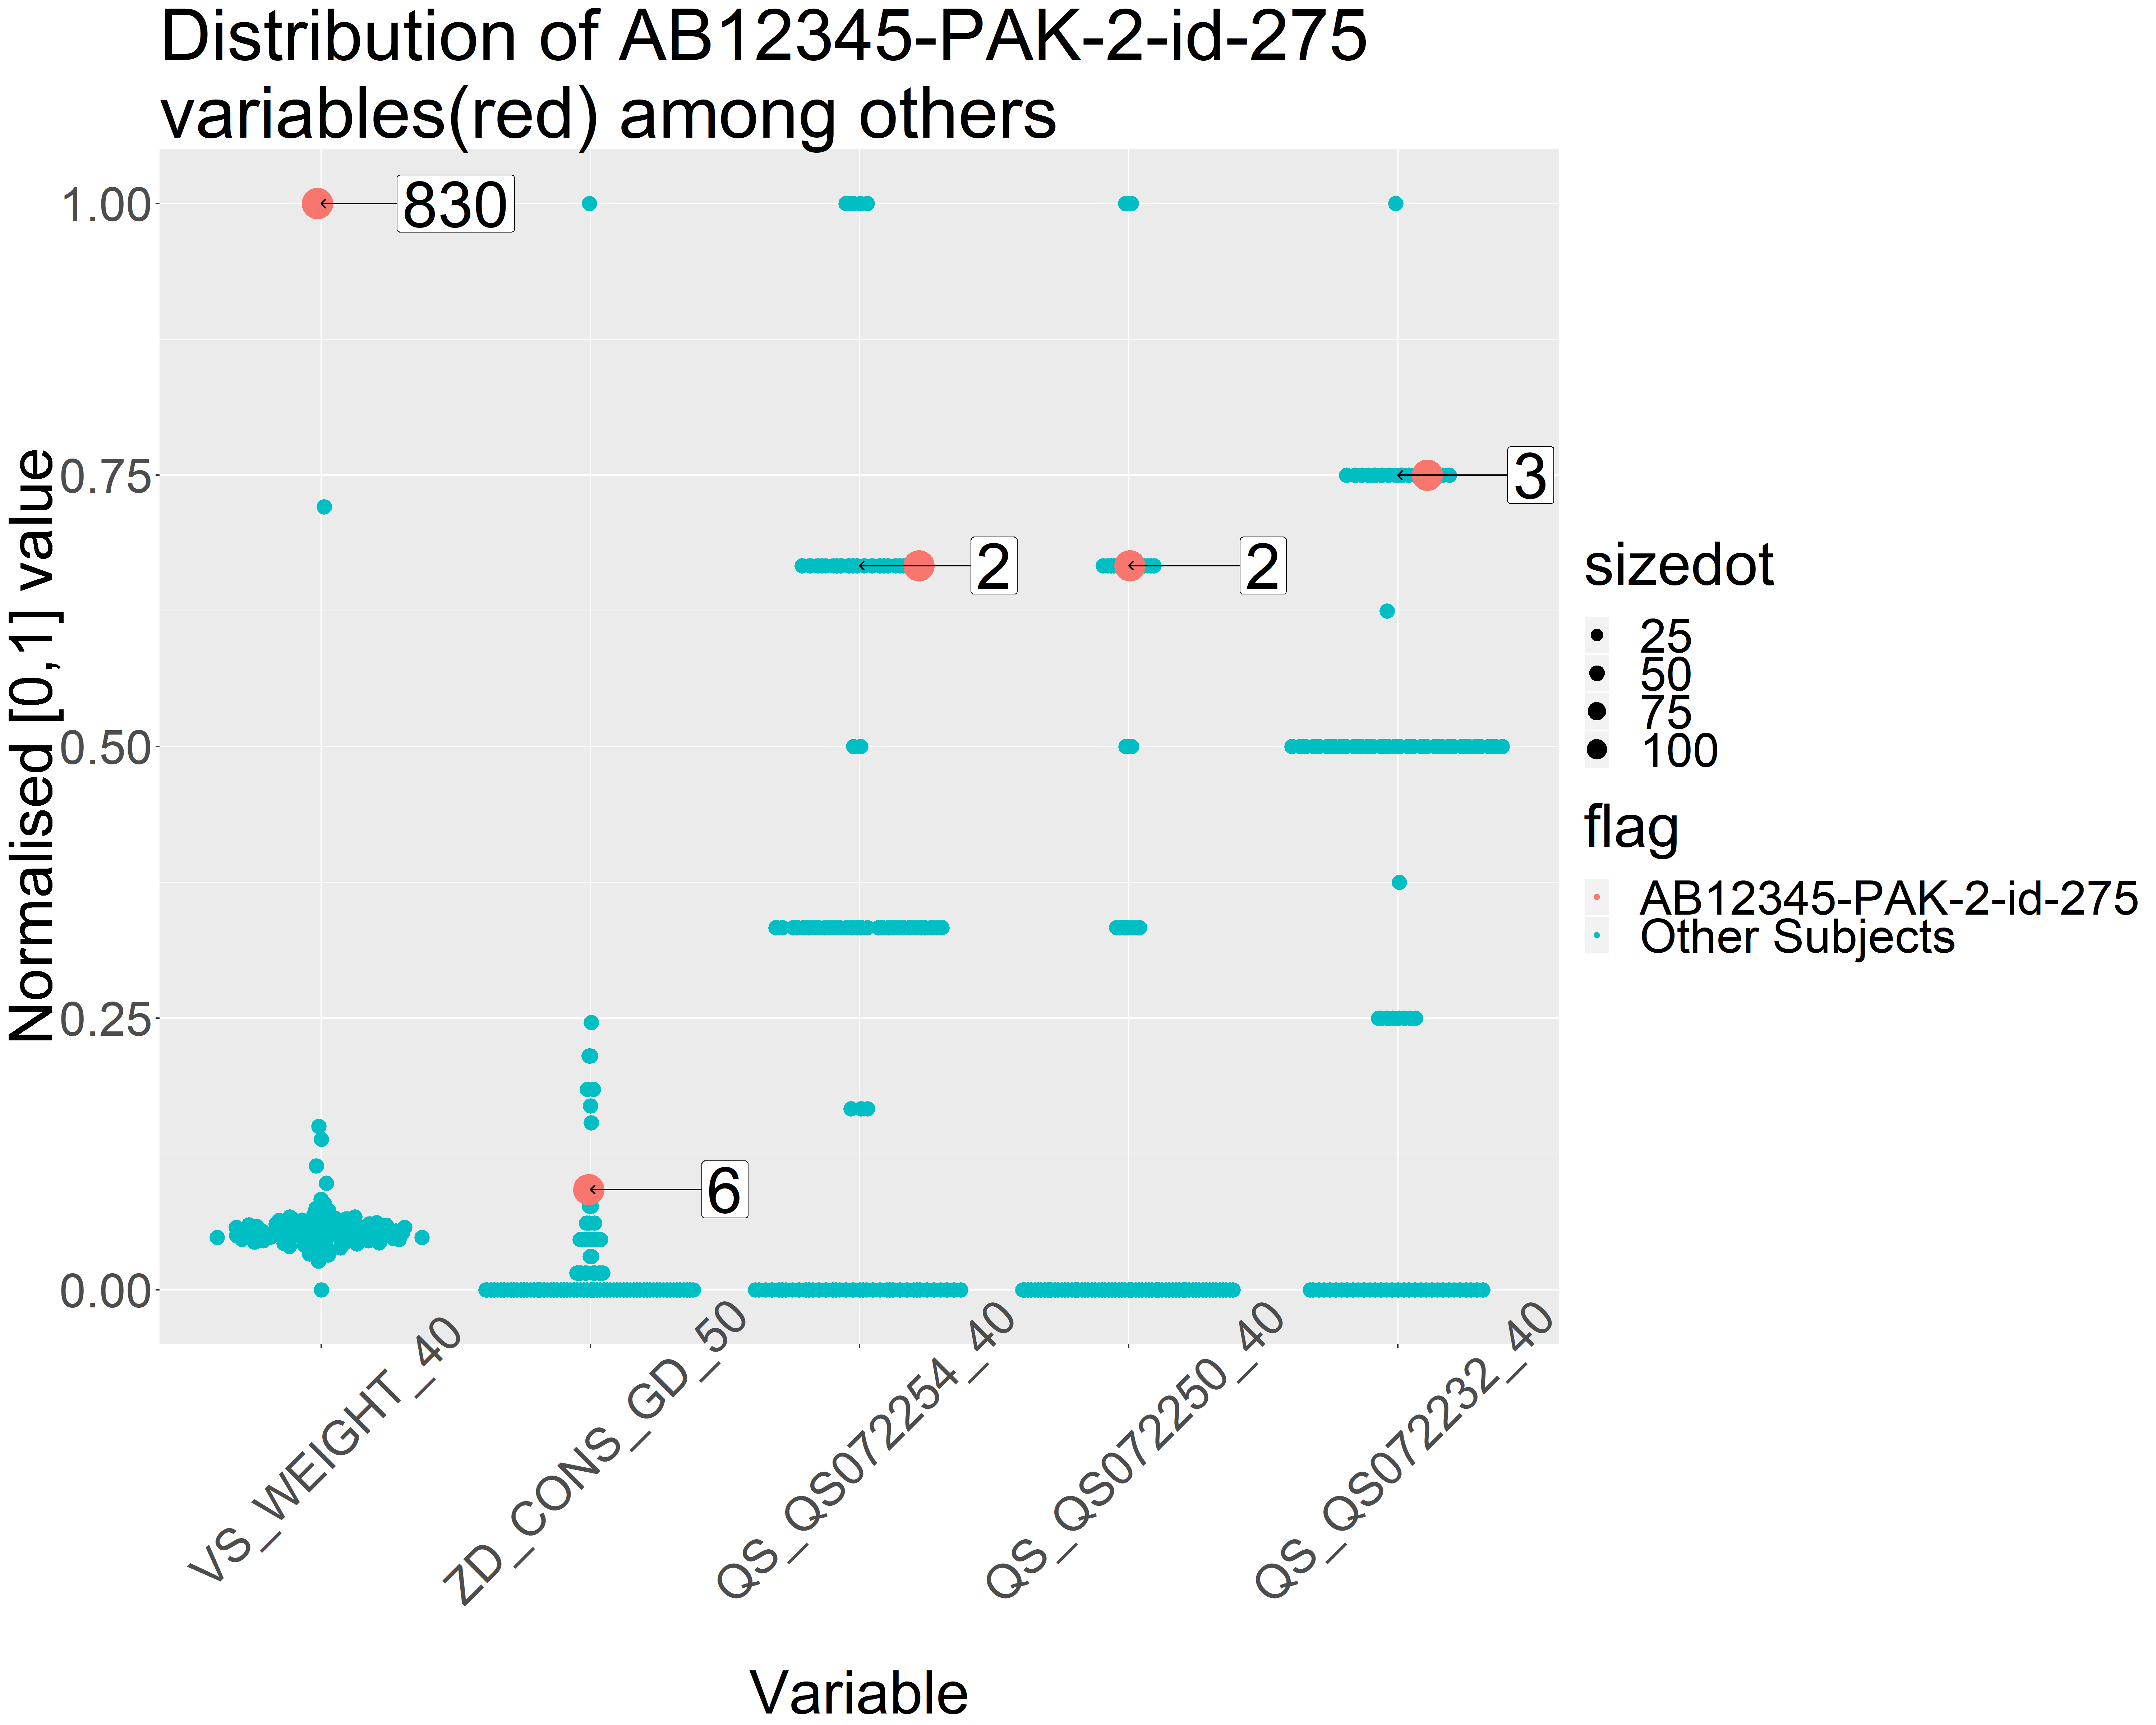 Distribution of AB12345-PAK-2-id-275
variables(red) among others
Normalised [0,1] value
1.00
0.75
0.50
0.25
0.00
830
6
2
2
3
VS_WEIGHT_40
ZD_CONS_GD_50
QS_QS072254_40
QS_QS072250_40
QS_QS072232_40
Variable
sizedot
25
50
75
100
flag
AB12345-PAK-2-id-275
Other Subjects